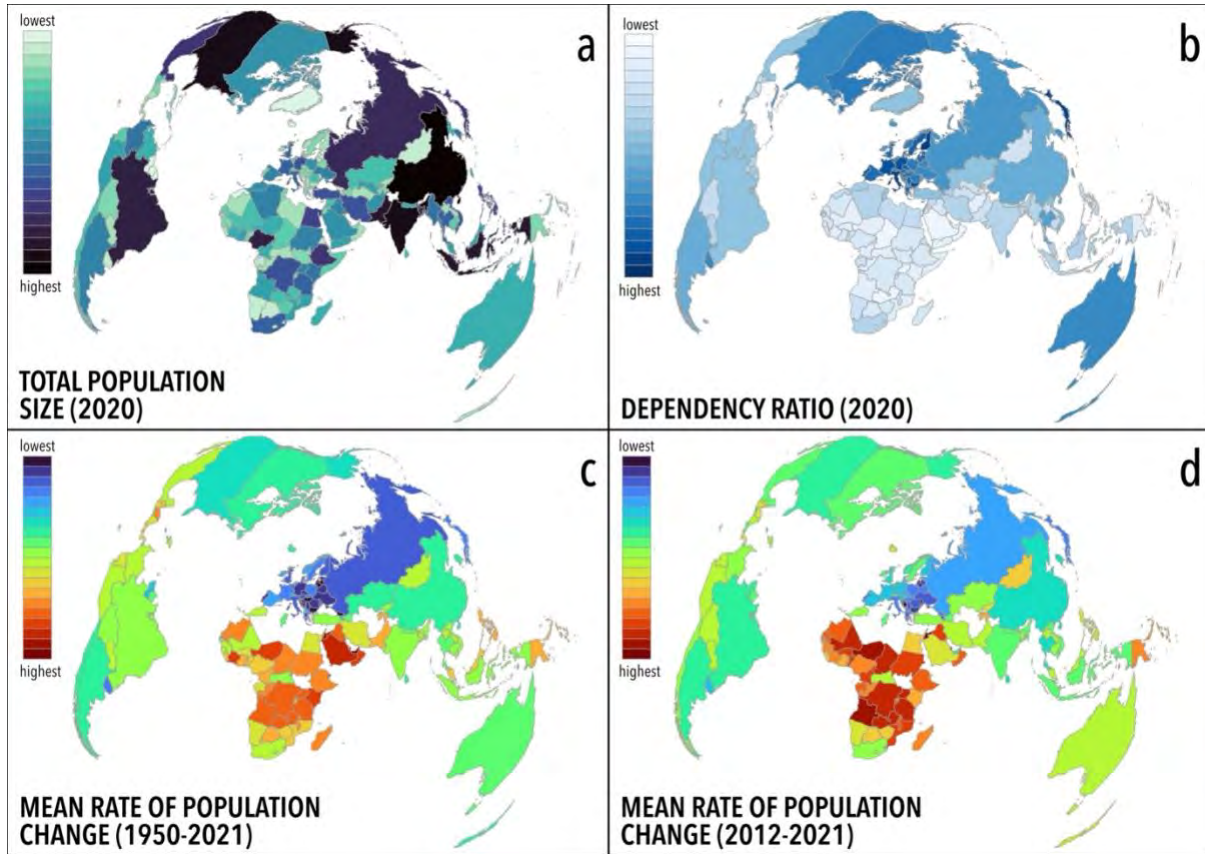 lowest
a
highest
TOTAL POPULATION
SIZE (2020)
lowest
b
highest
DEPENDENCY RATIO (2020)
lowest
c
highest
MEAN RATE OF POPULATION
CHANGE (1950-2021)
lowest
d
highest
MEAN RATE OF POPULATION
CHANGE (2012-2021)